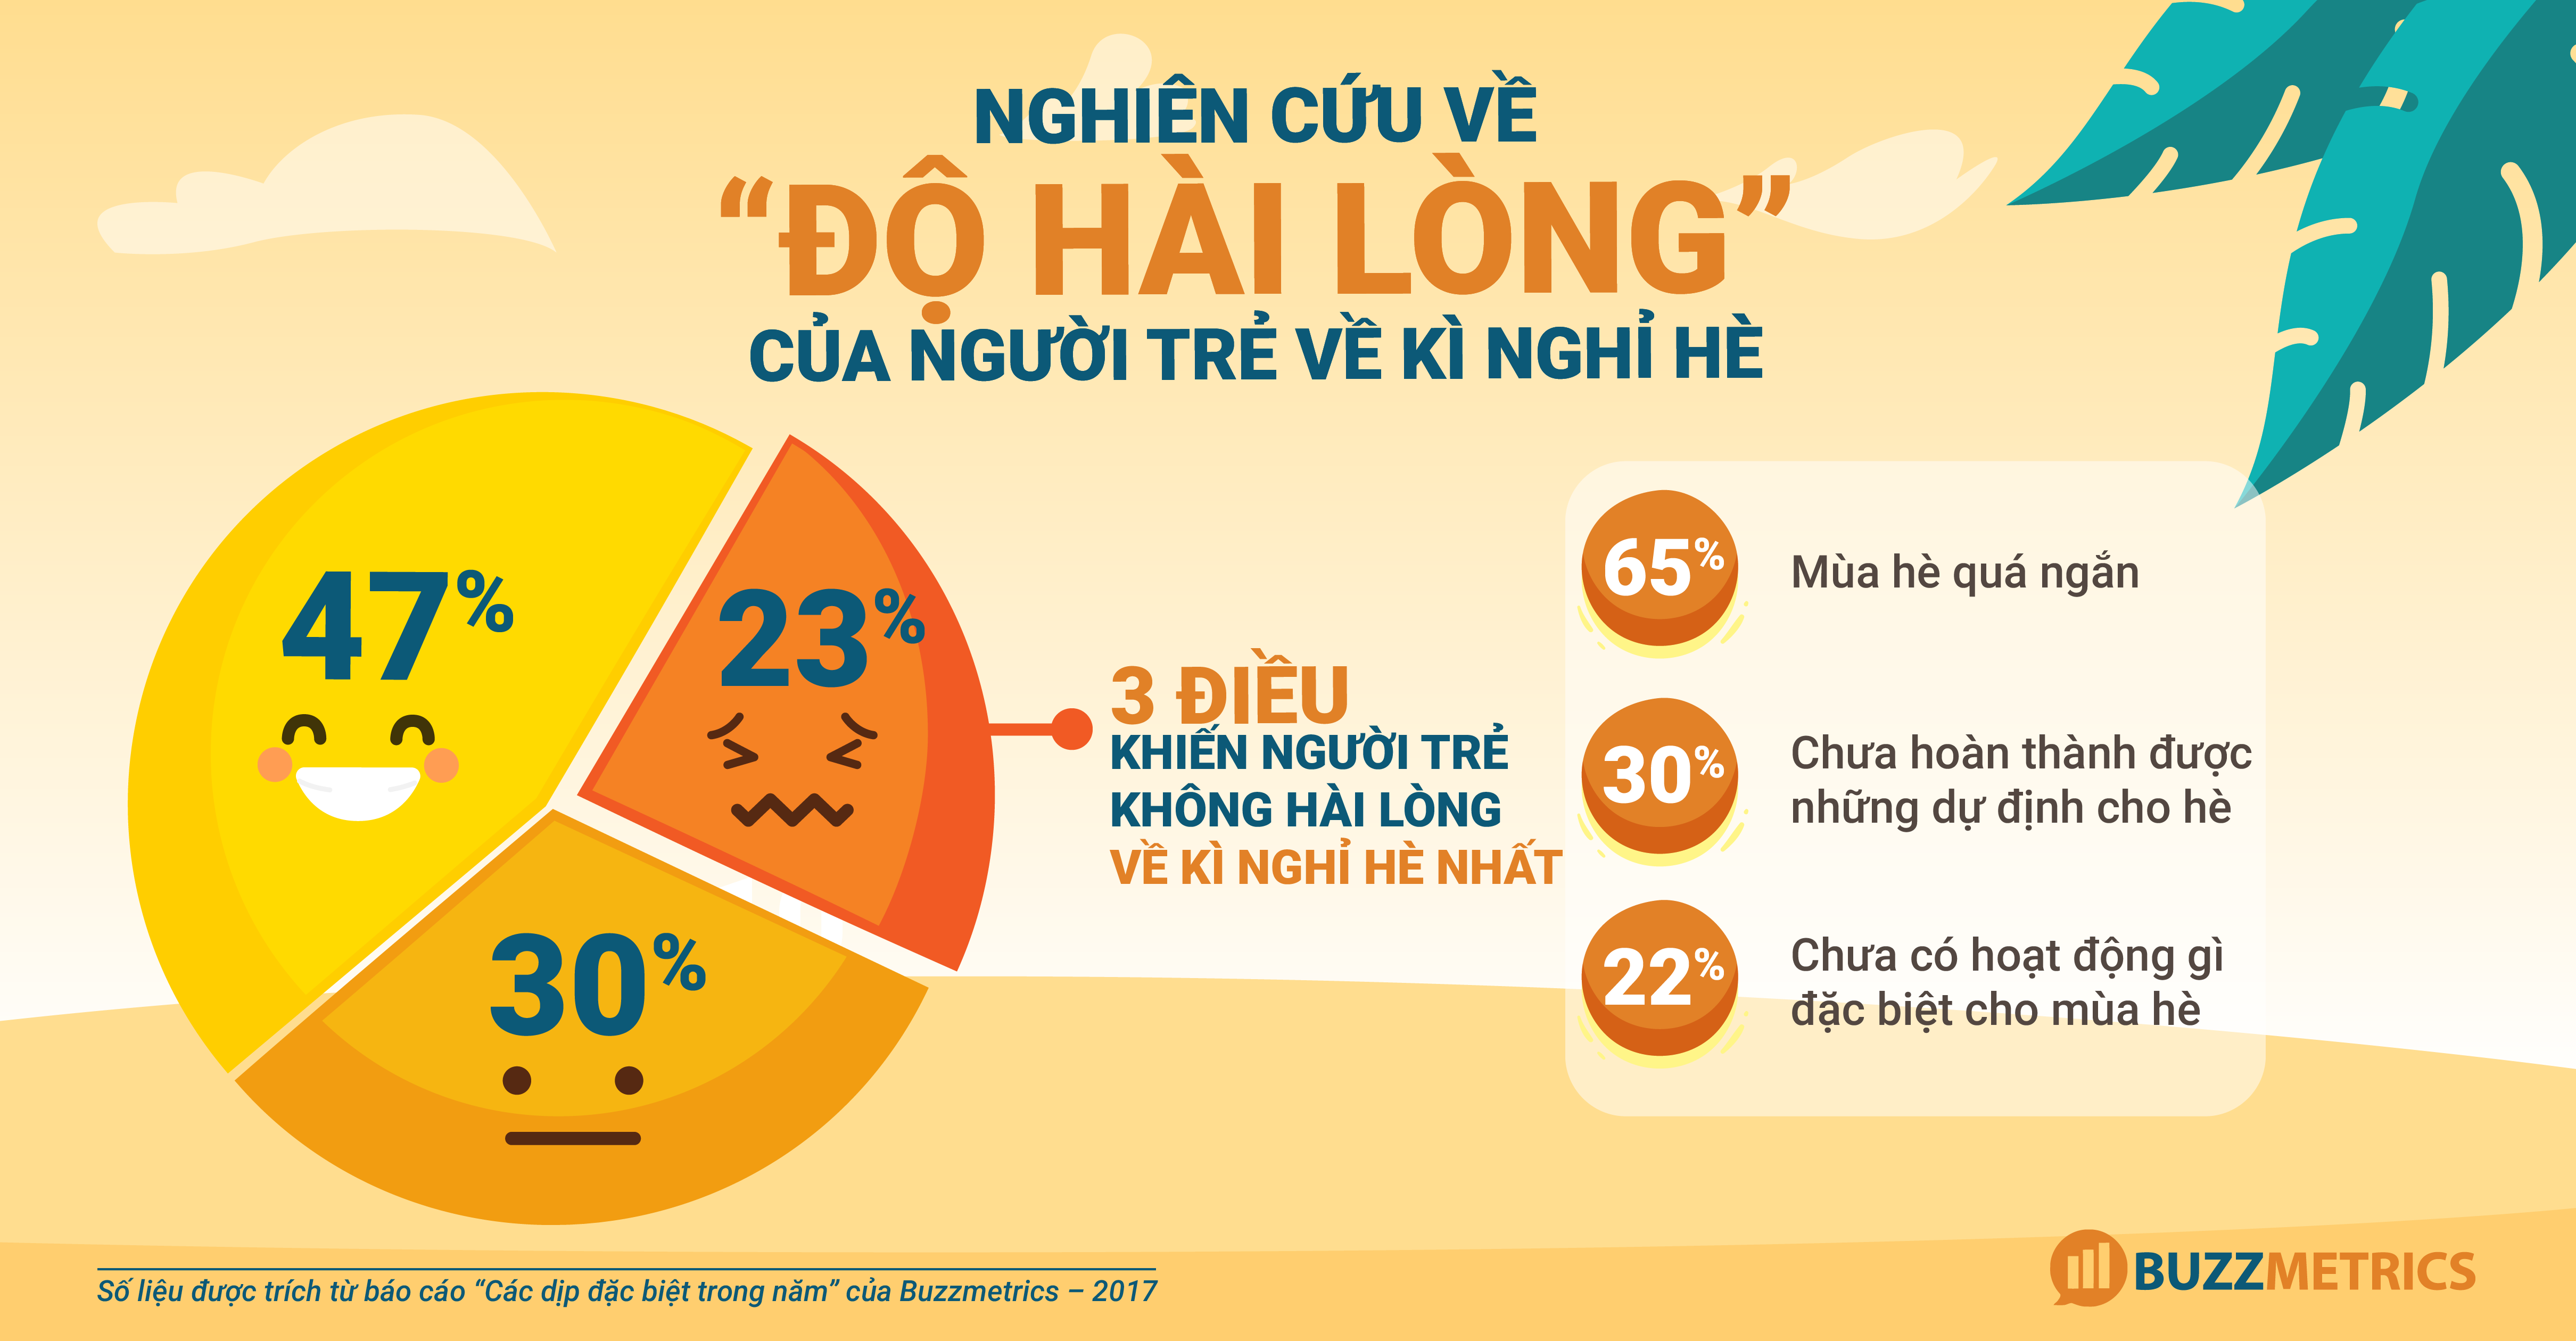 NGHIÊN CỨU VỀ
“ĐỘ HÀI LÒNG”
CỦA NGƯỜI TRẺ VỀ KÌ NGHỈ HÈ
47%
23%
30%
3 ĐIỀU
KHIẾN NGƯỜI TRẺ
KHÔNG HÀI LÒNG
VỀ KÌ NGHỈ HÈ NHẤT
65%
Mùa hè quá ngắn
30%
Chưa hoàn thành được
những dự định cho hè
22%
Chưa có hoạt động gì
đặc biệt cho mùa hè
Số liệu được trích từ báo cáo “Các dịp đặc biệt trong năm” của Buzzmetrics – 2017
BUZZMETRICS